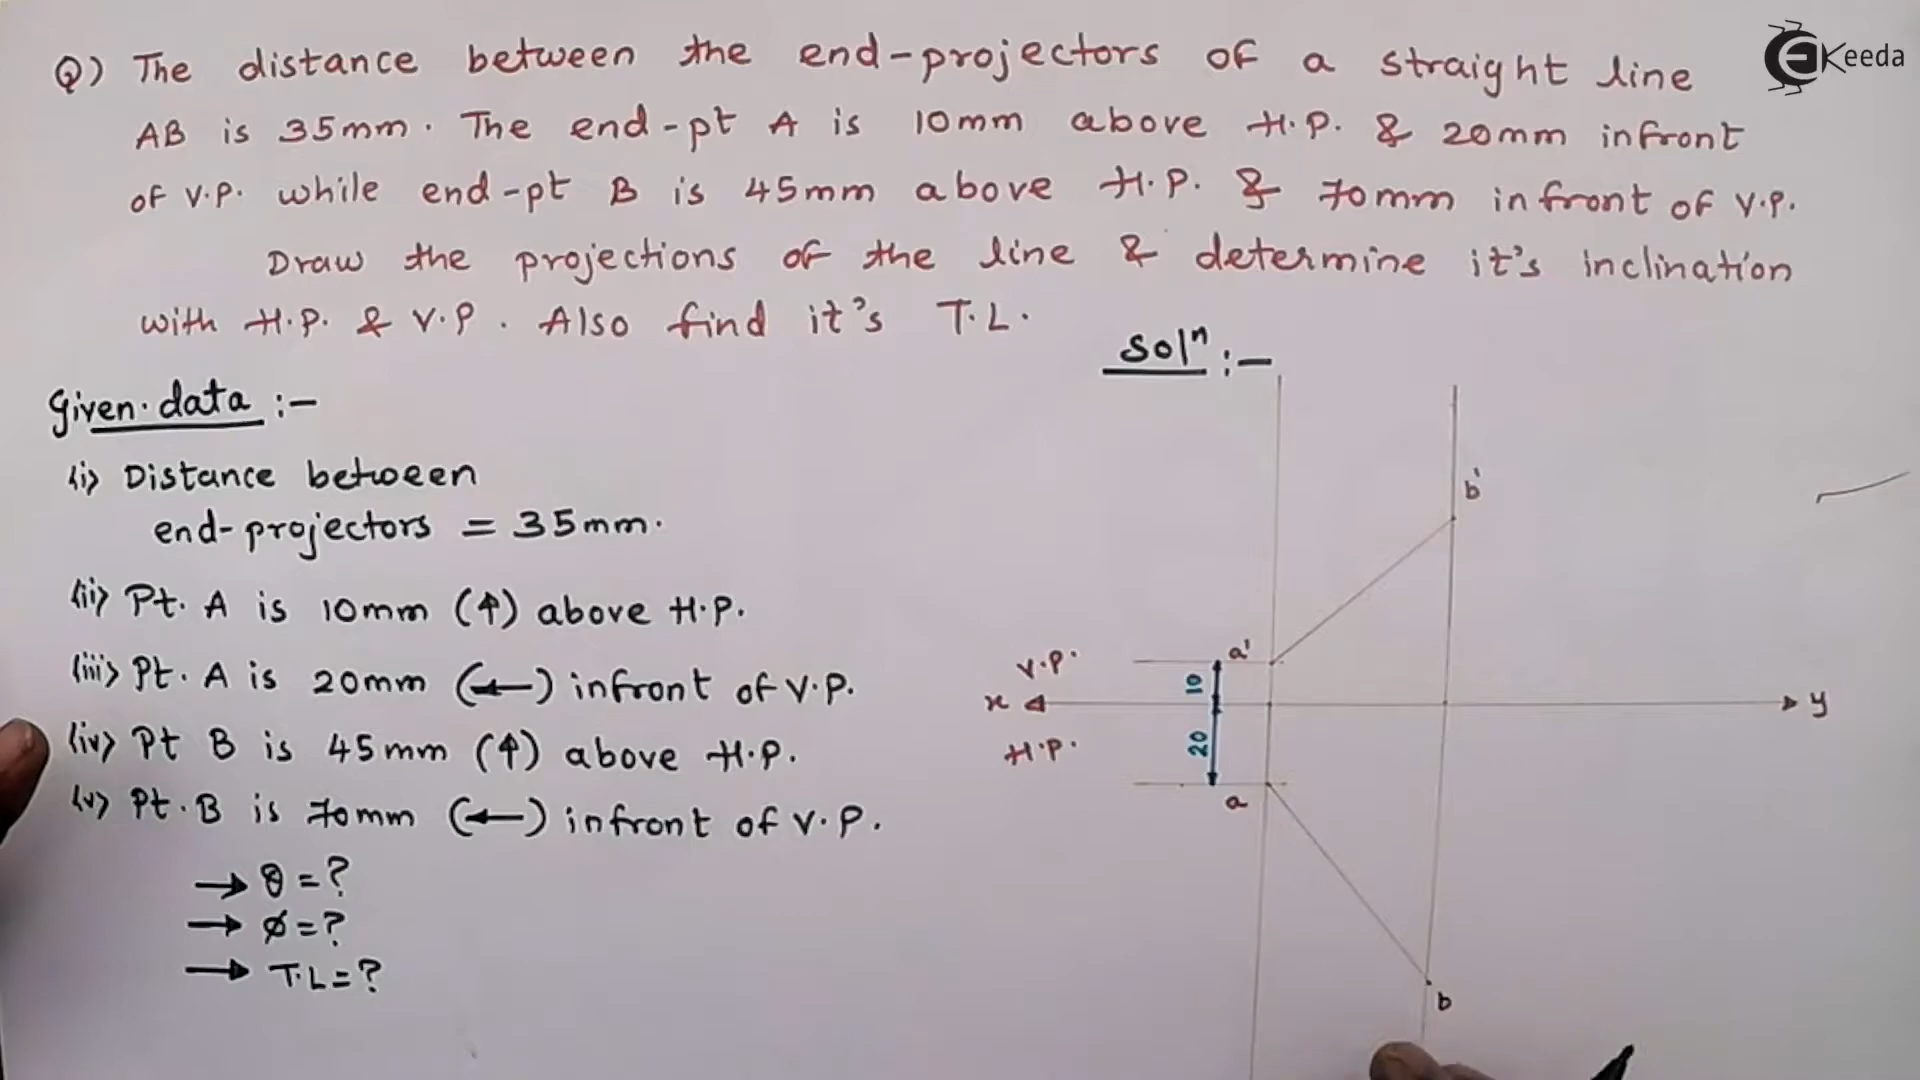 Q) The distance between the end-projectors of a straight line
AB is 35mm. The end-pt A is 10mm above H.P. & 20mm infront
of V.P. while end-pt B is 45mm above H.P. & 70mm infront of V.P.
Draw the projections of the line & determine it's inclination
with H.P. & V.P. Also find it's T.L.
EKeeda
Given data :-
(i) Distance between
end-projectors = 35mm.
(ii) Pt. A is 10mm (↑) above H.P.
(iii) Pt. A is 20mm (←) infront of V.P.
(iv) Pt B is 45mm (↑) above H.P.
(v) Pt. B is 70mm (←) infront of V.P.
→ θ = ?
→ ø = ?
→ T.L = ?
Solⁿ :-
b'
a'
V.P.
10
x
y
H.P.
20
a
b